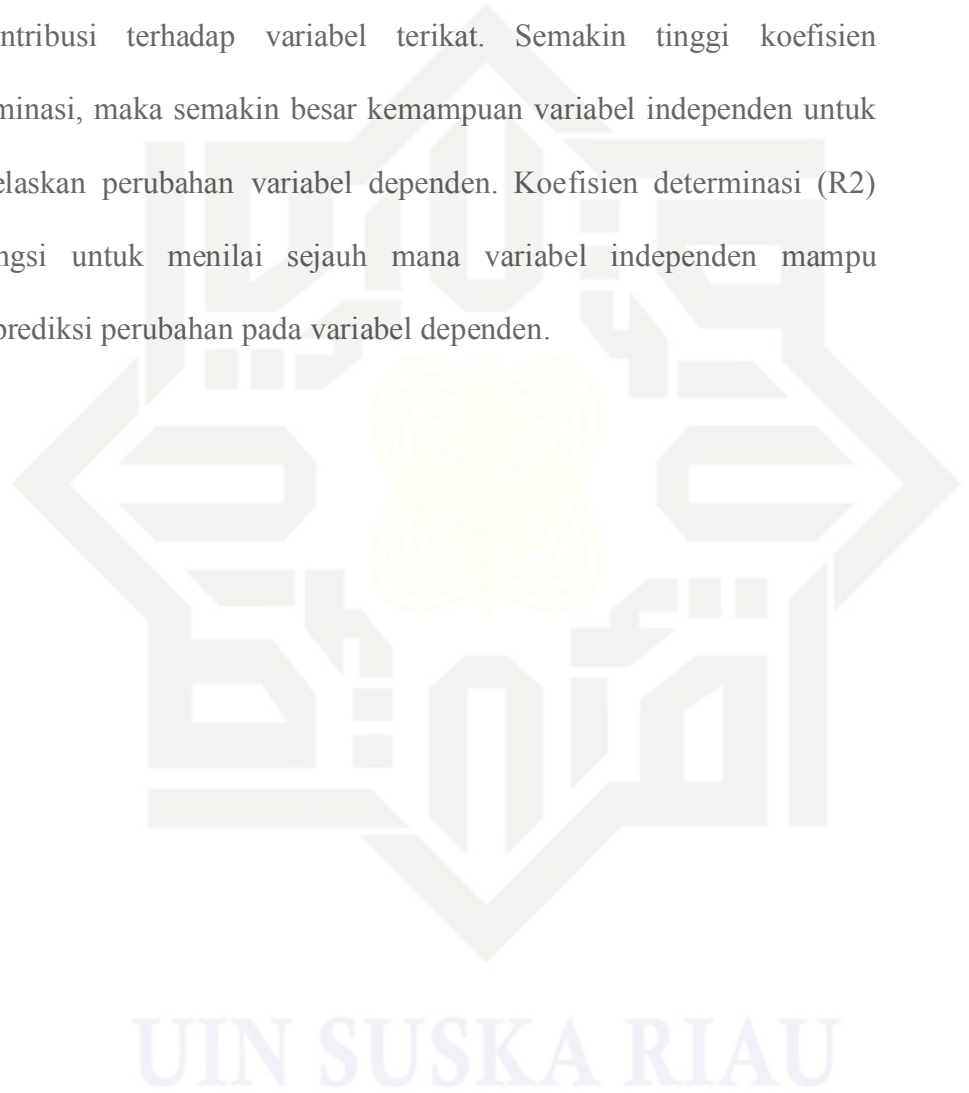 ntribusi terhadap variabel terikat. Semakin tinggi koefisien
minasi, maka semakin besar kemampuan variabel independen untuk
elaskan perubahan variabel dependen. Koefisien determinasi (R2)
ngsi untuk menilai sejauh mana variabel independen mampu
prediksi perubahan pada variabel dependen.
UIN SUSKA RIAU